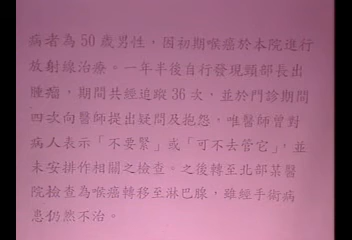 病者為 50 歲男性，因初期喉癌於本院進行
放射線治療。一年半後自行發現頸部長出
腫瘤，期間共經追蹤 36 次，並於門診期間
四次向醫師提出疑問及抱怨，唯醫師曾對
病人表示「不要緊」或「可不去管它」，並
未安排作相關之檢查。之後轉至北部某醫
院檢查為喉癌轉移至淋巴腺，雖經手術病
患仍然不治。